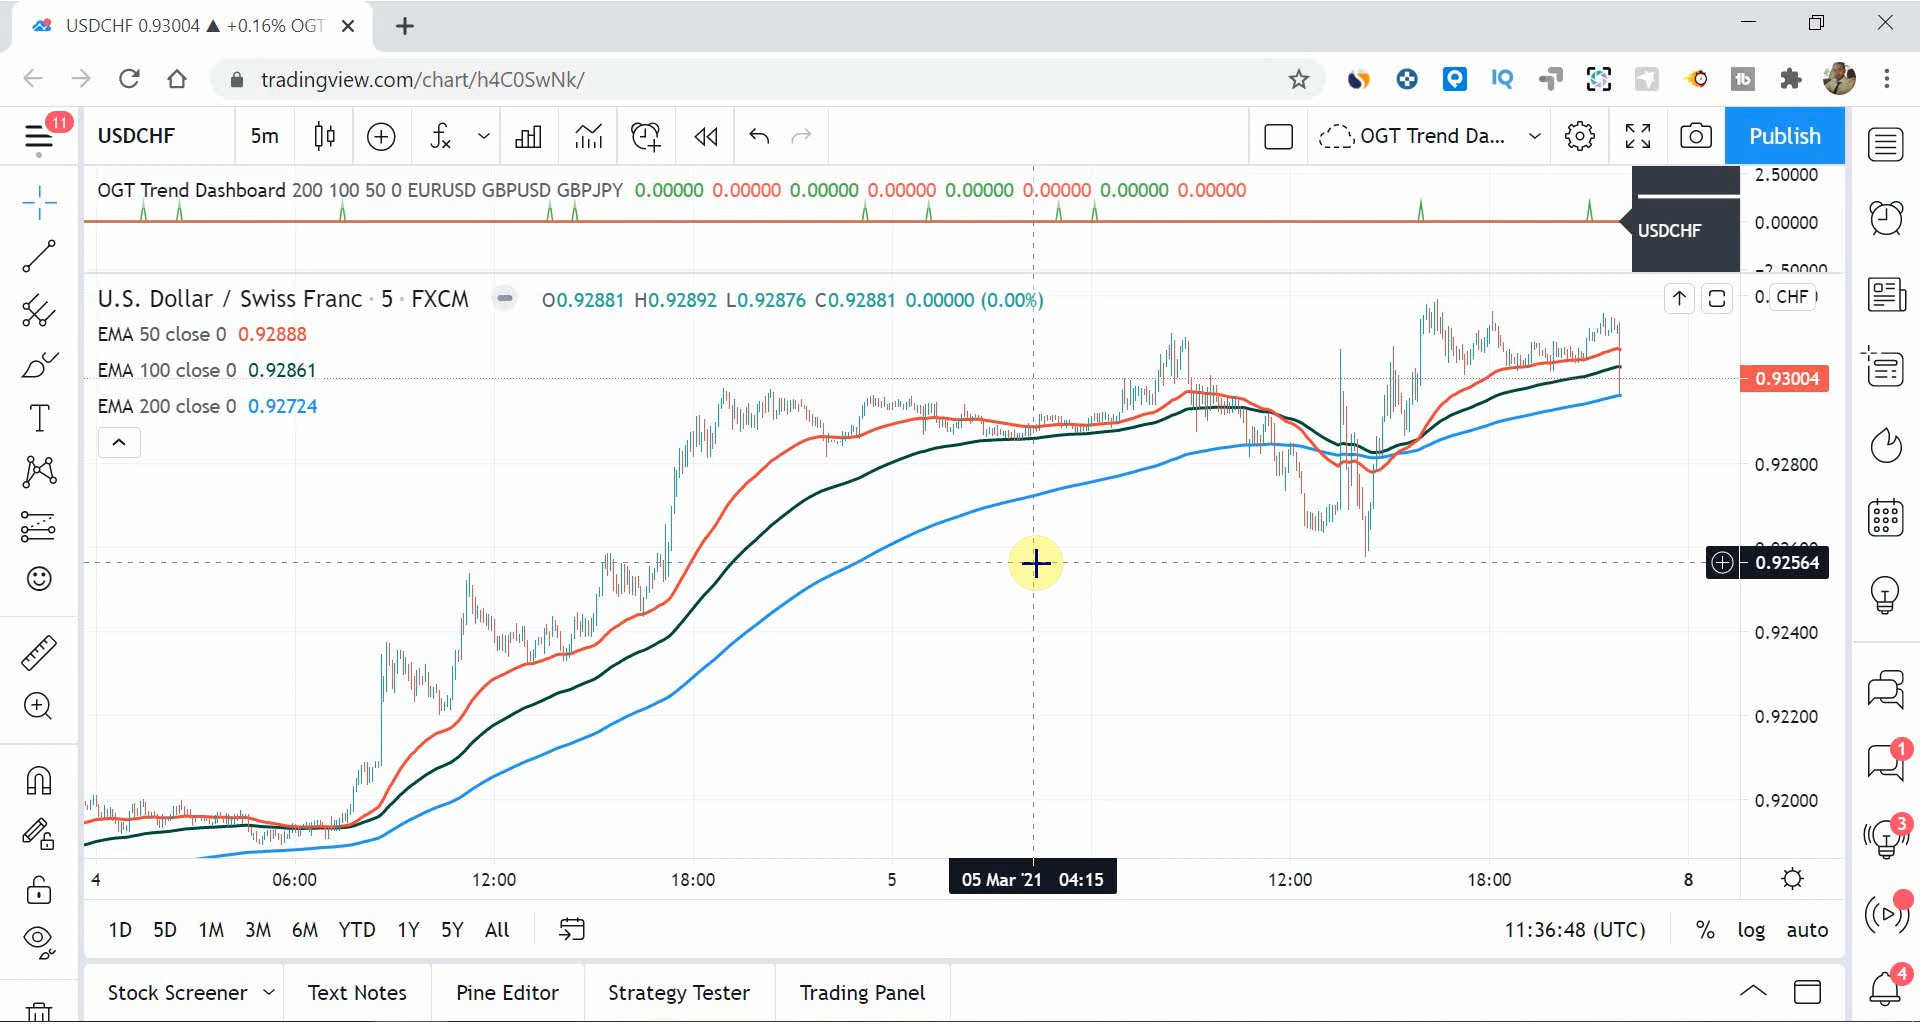 USDCHF 0.93004 ▲ +0.16% OGT
tradingview.com/chart/h4C0SwNk/
11
USDCHF 5m OGT Trend Da... Publish
OGT Trend Dashboard 200 100 50 0 EURUSD GBPUSD GBPJPY 0.00000 0.00000 0.00000 0.00000 0.00000 0.00000 0.00000 0.00000
2.50000
0.00000
USDCHF
-2.50000
U.S. Dollar / Swiss Franc · 5 · FXCM O0.92881 H0.92892 L0.92876 C0.92881 0.00000 (0.00%)
CHF
EMA 50 close 0 0.92888
EMA 100 close 0 0.92861
0.93004
EMA 200 close 0 0.92724
0.92800
0.92564
0.92400
0.92200
0.92000
1
3
4
4 06:00 12:00 18:00 5 05 Mar '21 04:15 12:00 18:00 8
1D 5D 1M 3M 6M YTD 1Y 5Y All 11:36:48 (UTC) % log auto
Stock Screener Text Notes Pine Editor Strategy Tester Trading Panel